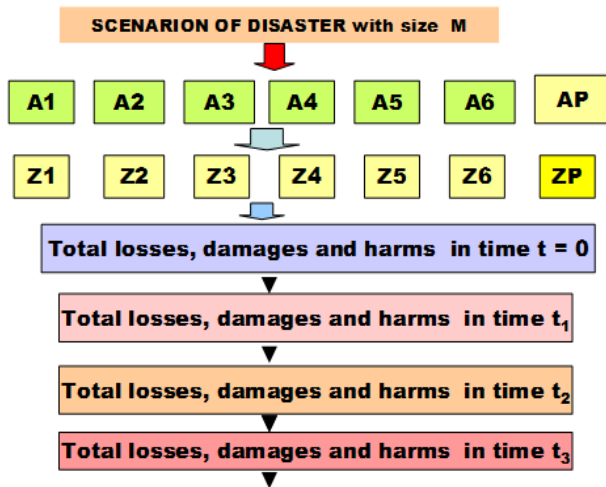 SCENARION OF DISASTER with size M
A1 A2 A3 A4 A5 A6 AP
Z1 Z2 Z3 Z4 Z5 Z6 ZP
Total losses, damages and harms in time t = 0
Total losses, damages and harms in time t₁
Total losses, damages and harms in time t₂
Total losses, damages and harms in time t₃